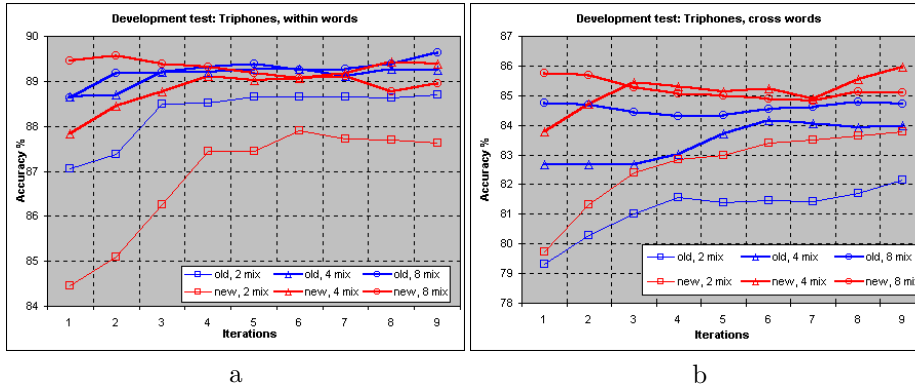 Development test: Triphones, within words
90
89
88
87
86
85
84
Accuracy %
old, 2 mix old, 4 mix old, 8 mix
new, 2 mix new, 4 mix new, 8 mix
1 2 3 4 5 6 7 8 9
Iterations
a
Development test: Triphones, cross words
87
86
85
84
83
82
81
80
79
78
Accuracy %
old, 2 mix old, 4 mix old, 8 mix
new, 2 mix new, 4 mix new, 8 mix
1 2 3 4 5 6 7 8 9
Iterations
b